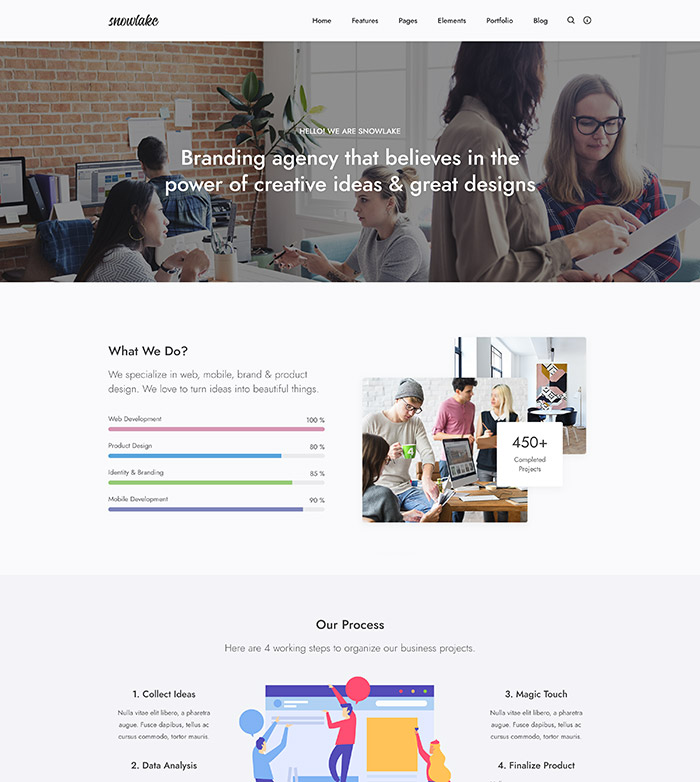 snowlake
Home Features Pages Elements Portfolio Blog
HELLO! WE ARE SNOWLAKE
Branding agency that believes in the
power of creative ideas & great designs
What We Do?
We specialize in web, mobile, brand & product
design. We love to turn ideas into beautiful things.
Web Development 100 %
Product Design 80 %
Identity & Branding 85 %
Mobile Development 90 %
4
450+
Completed
Projects
Our Process
Here are 4 working steps to organize our business projects.
1. Collect Ideas
Nulla vitae elit libero, a pharetra
augue. Fusce dapibus, tellus ac
cursus commodo, tortor mauris.
2. Data Analysis
3. Magic Touch
Nulla vitae elit libero, a pharetra
augue. Fusce dapibus, tellus ac
cursus commodo, tortor mauris.
4. Finalize Product